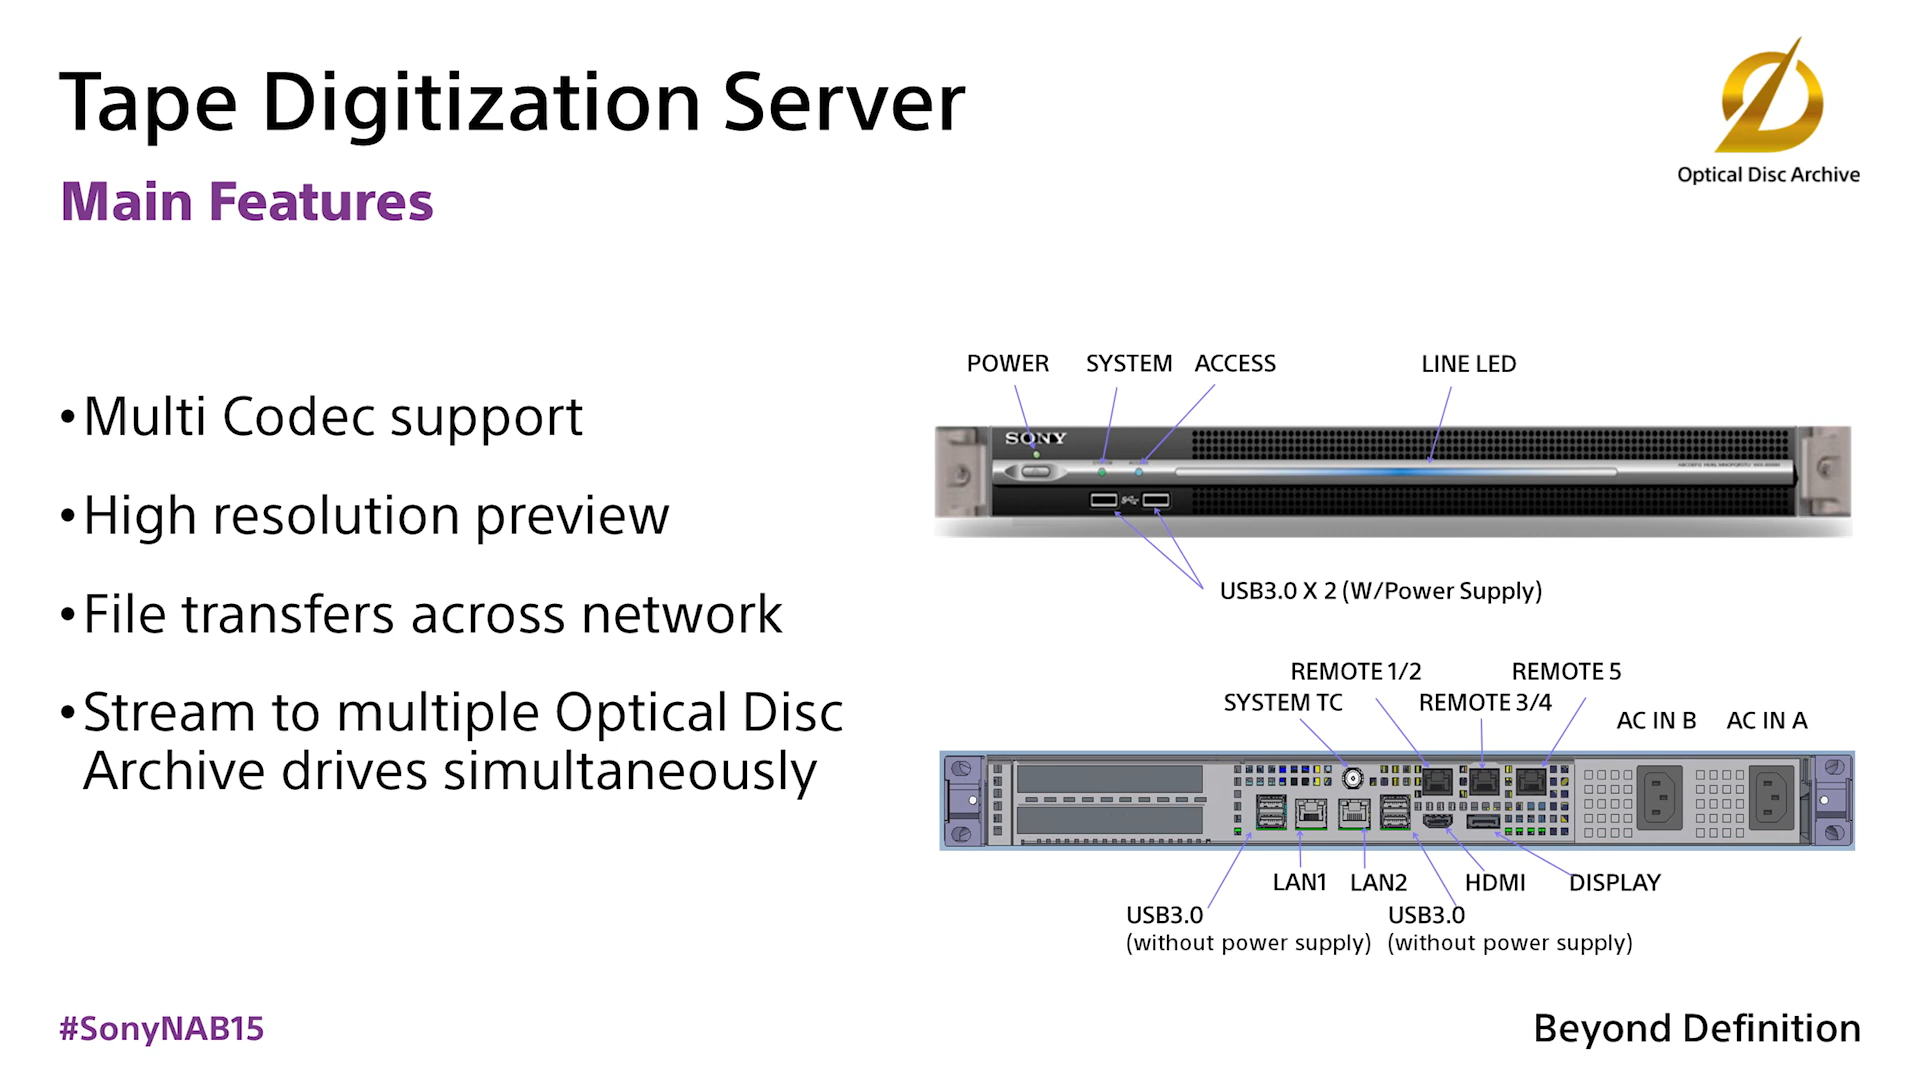 Tape Digitization Server
Main Features
Optical Disc Archive
•Multi Codec support
•High resolution preview
•File transfers across network
•Stream to multiple Optical Disc
Archive drives simultaneously
POWER SYSTEM ACCESS LINE LED
SONY
USB3.0 X 2 (W/Power Supply)
REMOTE 1/2 REMOTE 5
SYSTEM TC REMOTE 3/4
AC IN B AC IN A
LAN1 LAN2 HDMI DISPLAY
USB3.0 USB3.0
(without power supply) (without power supply)
#SonyNAB15
Beyond Definition